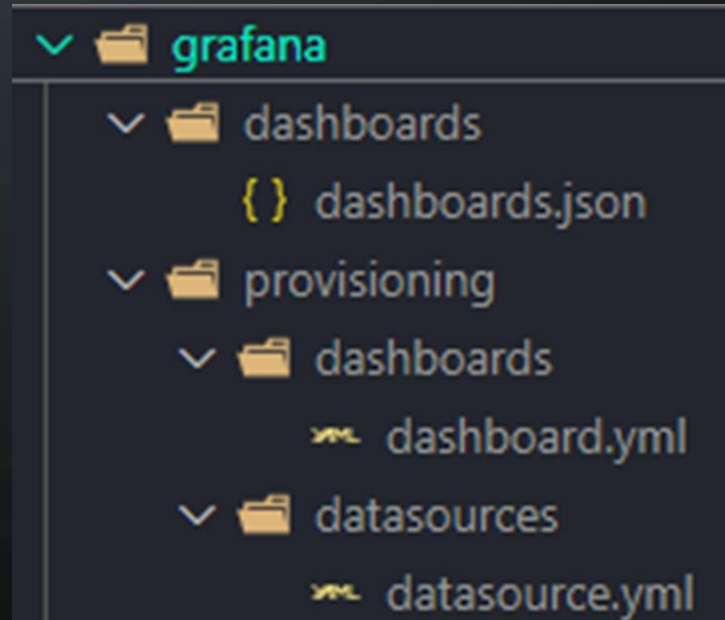 grafana
dashboards
{ } dashboards.json
provisioning
dashboards
dashboard.yml
datasources
datasource.yml